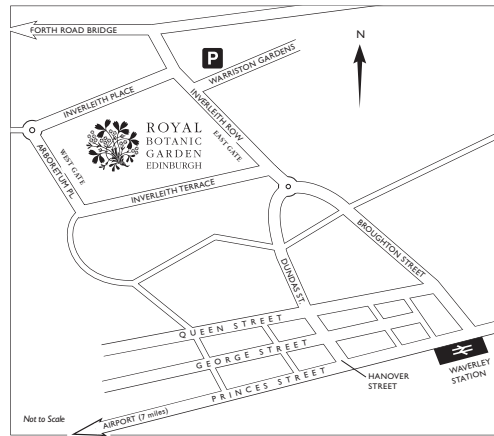 FORTH ROAD BRIDGE
P
N
WARRISTON GARDENS
INVERLEITH PLACE
INVERLEITH ROW
EAST GATE
ROYAL
BOTANIC
GARDEN
EDINBURGH
WEST GATE
ARBORETUM PL.
INVERLEITH TERRACE
BROUGHTON STREET
DUNDAS ST.
QUEEN STREET
GEORGE STREET
PRINCES STREET
HANOVER
STREET
WAVERLEY
STATION
Not to Scale
AIRPORT (7 miles)